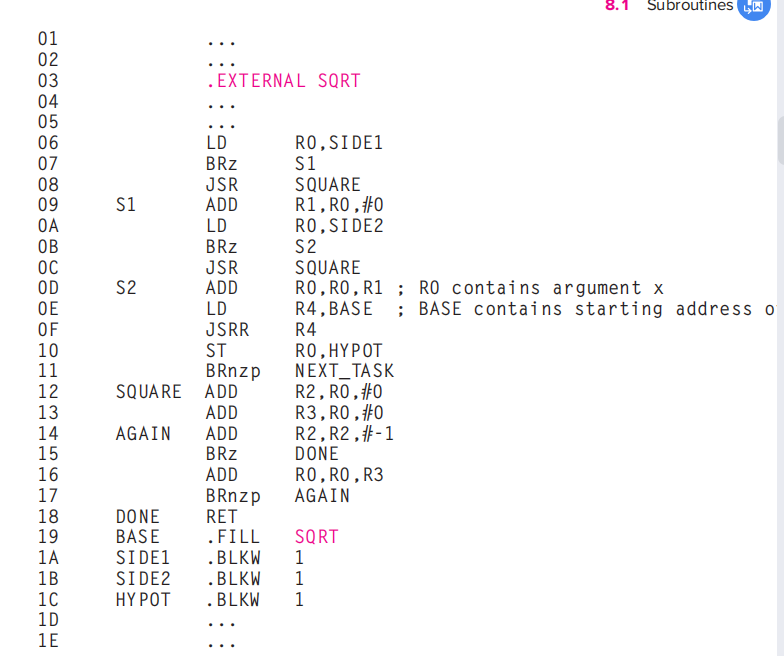 8.1 Subroutines
01 ...
02 ...
03 .EXTERNAL SQRT
04 ...
05 ...
06 LD R0,SIDE1
07 BRz S1
08 JSR SQUARE
09 S1 ADD R1,R0,#0
0A LD R0,SIDE2
0B BRz S2
0C JSR SQUARE
0D S2 ADD R0,R0,R1 ; R0 contains argument x
0E LD R4,BASE ; BASE contains starting address
0F JSRR R4
10 ST R0,HYPOT
11 BRnzp NEXT_TASK
12 SQUARE ADD R2,R0,#0
13 ADD R3,R0,#0
14 AGAIN ADD R2,R2,#-1
15 BRz DONE
16 ADD R0,R0,R3
17 BRnzp AGAIN
18 DONE RET
19 BASE .FILL SQRT
1A SIDE1 .BLKW 1
1B SIDE2 .BLKW 1
1C HYPOT .BLKW 1
1D ...
1E ...